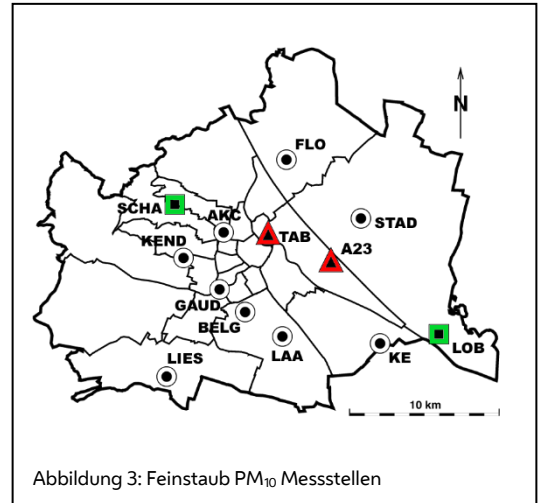 N
FLO
SCHA
AKC
STAD
TAB
KEND
A23
GAUD
BELG
LAA
LOB
KE
LIES
10 km
Abbildung 3: Feinstaub PM₁₀ Messstellen